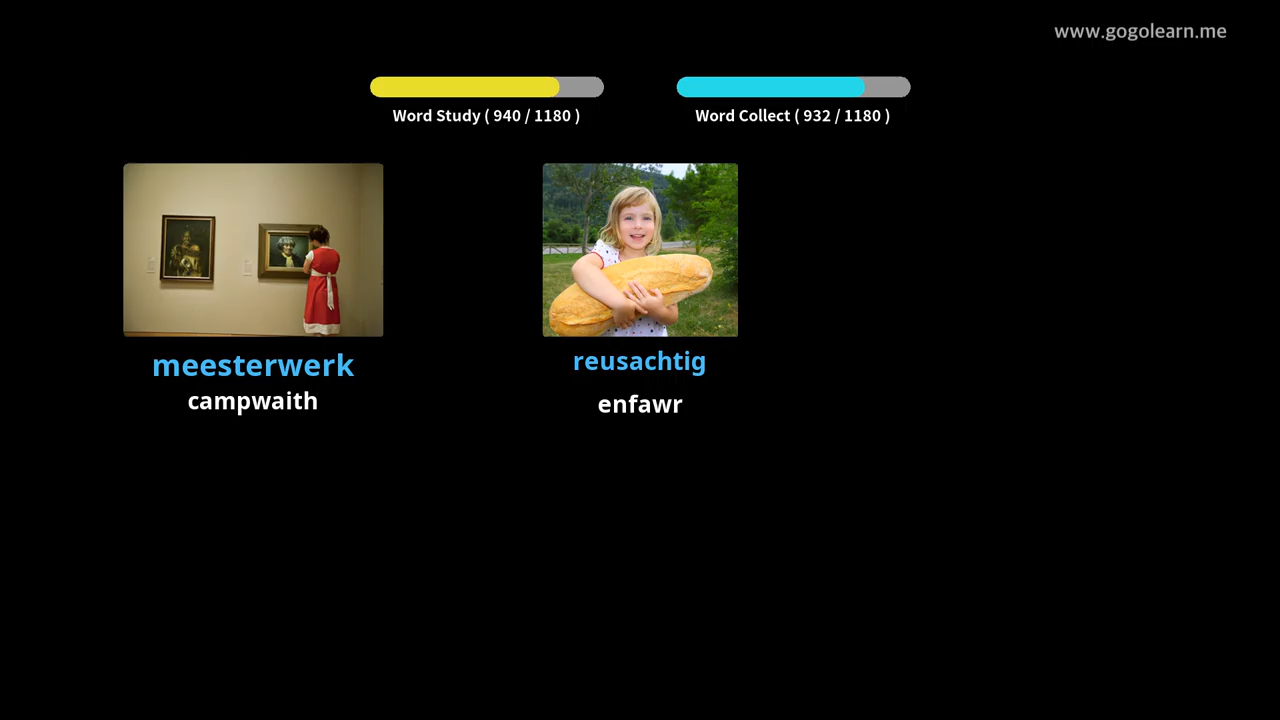 www.gogolearn.me
Word Study ( 940 / 1180 )
Word Collect ( 932 / 1180 )
meesterwerk
campwaith
reusachtig
enfawr